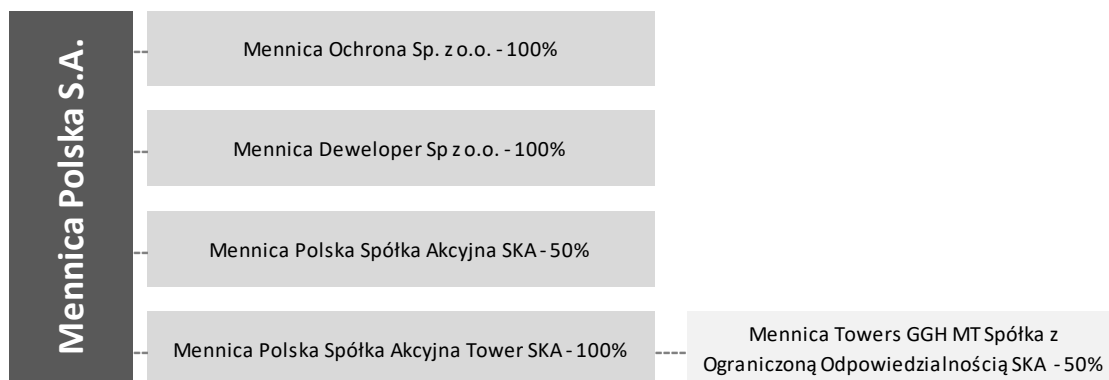 Mennica Polska S.A.
Mennica Ochrona Sp. z o.o. - 100%
Mennica Deweloper Sp z o.o. - 100%
Mennica Polska Spółka Akcyjna SKA - 50%
Mennica Polska Spółka Akcyjna Tower SKA - 100%
Mennica Towers GGH MT Spółka z
Ograniczoną Odpowiedzialnością SKA - 50%